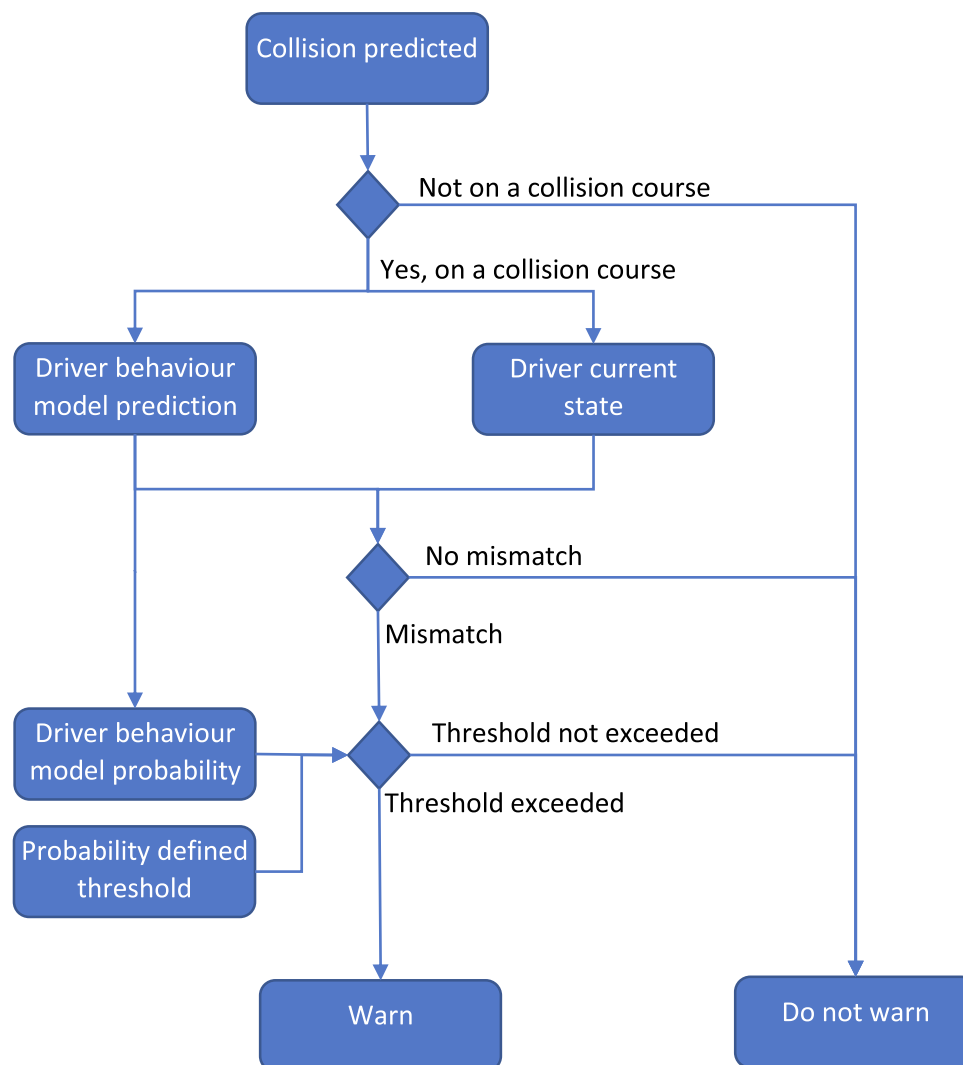 Collision predicted
Not on a collision course
Yes, on a collision course
Driver behaviour
model prediction
Driver current
state
No mismatch
Mismatch
Driver behaviour
model probability
Threshold not exceeded
Threshold exceeded
Probability defined
threshold
Warn
Do not warn